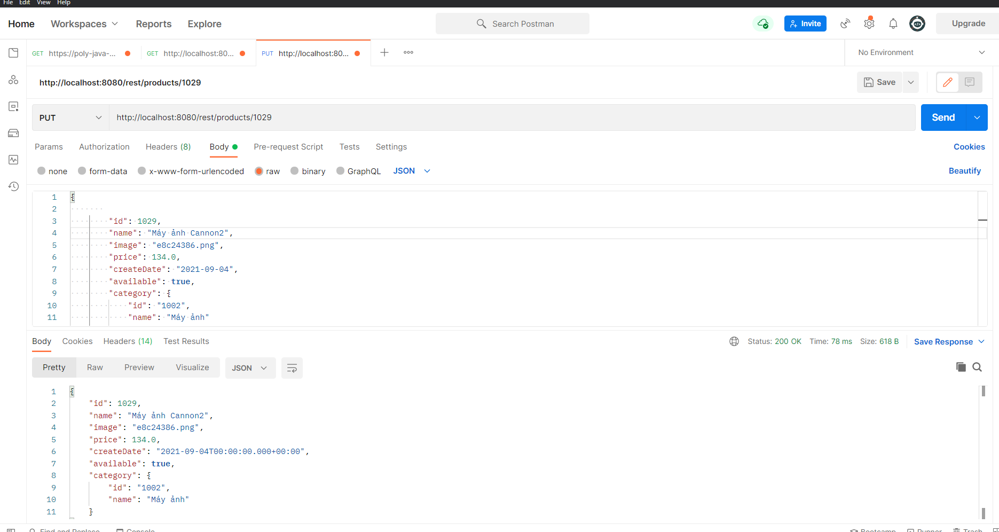 File Edit View Help
Home Workspaces Reports Explore Search Postman Invite Upgrade
GET https://poly-java-... GET http://localhost:80... PUT http://localhost:80... No Environment
http://localhost:8080/rest/products/1029 Save
PUT http://localhost:8080/rest/products/1029 Send
Params Authorization Headers (8) Body Pre-request Script Tests Settings Cookies
none form-data x-www-form-urlencoded raw binary GraphQL JSON Beautify
1 {
2
3 "id": 1029,
4 "name": "Máy ảnh Cannon2",
5 "image": "e8c24386.png",
6 "price": 134.0,
7 "createDate": "2021-09-04",
8 "available": true,
9 "category": {
10 "id": "1002",
11 "name": "Máy ảnh"
Body Cookies Headers (14) Test Results Status: 200 OK Time: 78 ms Size: 618 B Save Response
Pretty Raw Preview Visualize JSON
1 {
2 "id": 1029,
3 "name": "Máy ảnh Cannon2",
4 "image": "e8c24386.png",
5 "price": 134.0,
6 "createDate": "2021-09-04T00:00:00.000+00:00",
7 "available": true,
8 "category": {
9 "id": "1002",
10 "name": "Máy ảnh"
11 }
Find and Replace Console Bootcamp Runner Trash